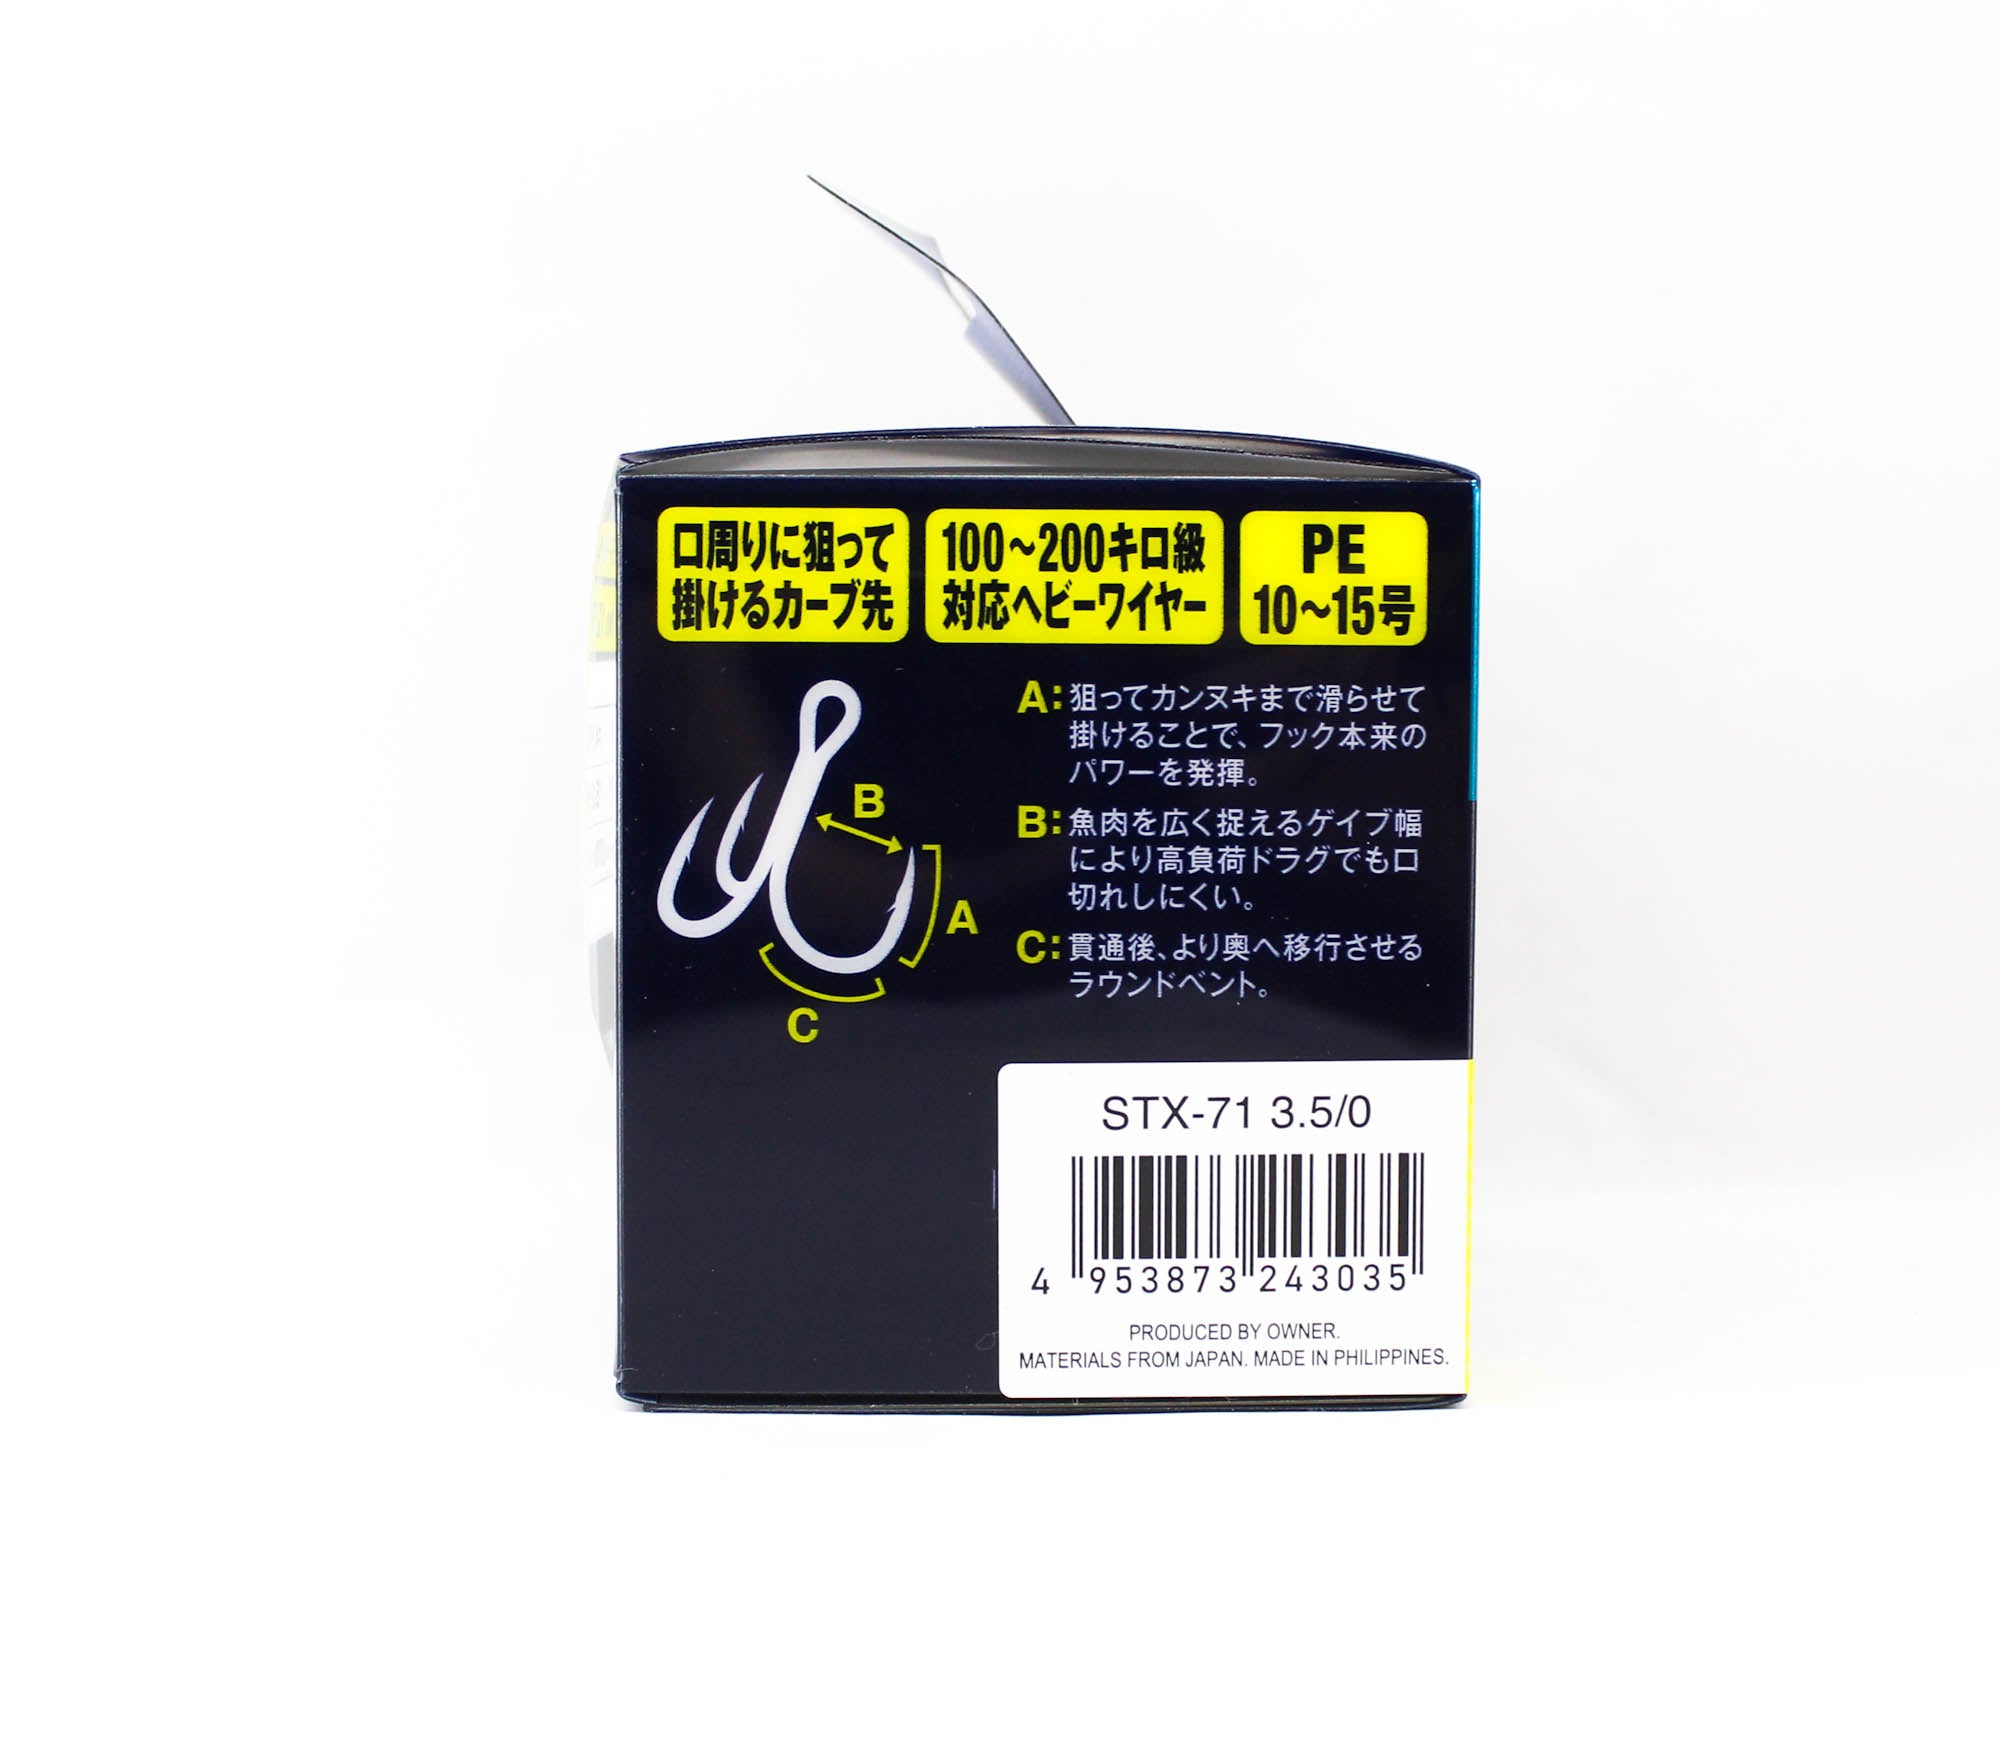 口周りに狙って
掛けるカーブ先
100〜200キロ級
対応ヘビーワイヤー
PE
10〜15号
A:狙ってカンヌキまで滑らせて
掛けることで、フック本来の
パワーを発揮。
B:魚肉を広く捉えるゲイブ幅
により高負荷ドラグでも口
切れしにくい。
C:貫通後、より奥へ移行させる
ラウンドベント。
B
A
C
STX-71 3.5/0
4 953873 243035
PRODUCED BY OWNER.
MATERIALS FROM JAPAN. MADE IN PHILIPPINES.